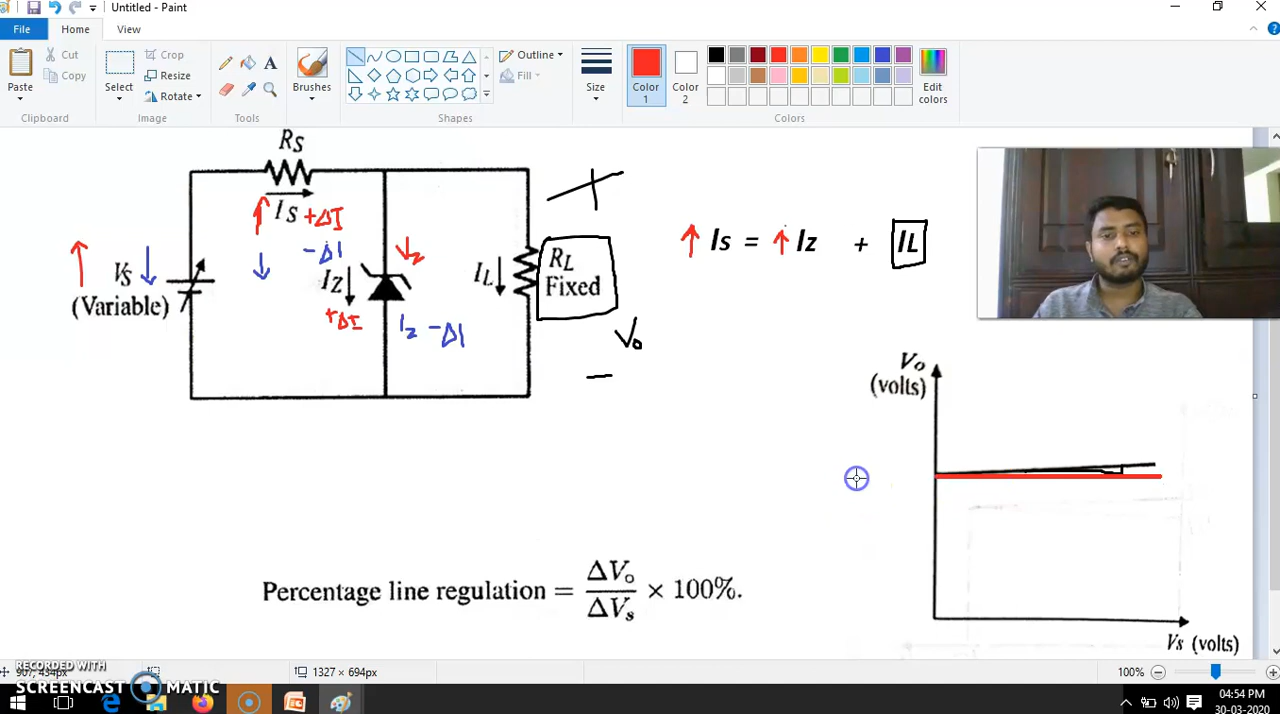 Untitled - Paint
File Home View
Cut
Copy
Paste
Clipboard
Crop
Resize
Rotate
Select
Image
Tools
Brushes
Outline
Fill
Shapes
Size
Color 1
Color 2
Edit colors
Colors
RS
IS +ΔI
-ΔI
VS
(Variable)
IZ
+ΔI
IZ -ΔI
IL
RL
Fixed
Vo
Is = Iz + IL
Vo
(volts)
Percentage line regulation = ΔVo / ΔVs × 100%.
Vs (volts)
907, 434px
1327 × 694px
100%
RECORDED WITH
SCREENCAST MATIC
04:54 PM
30-03-2020